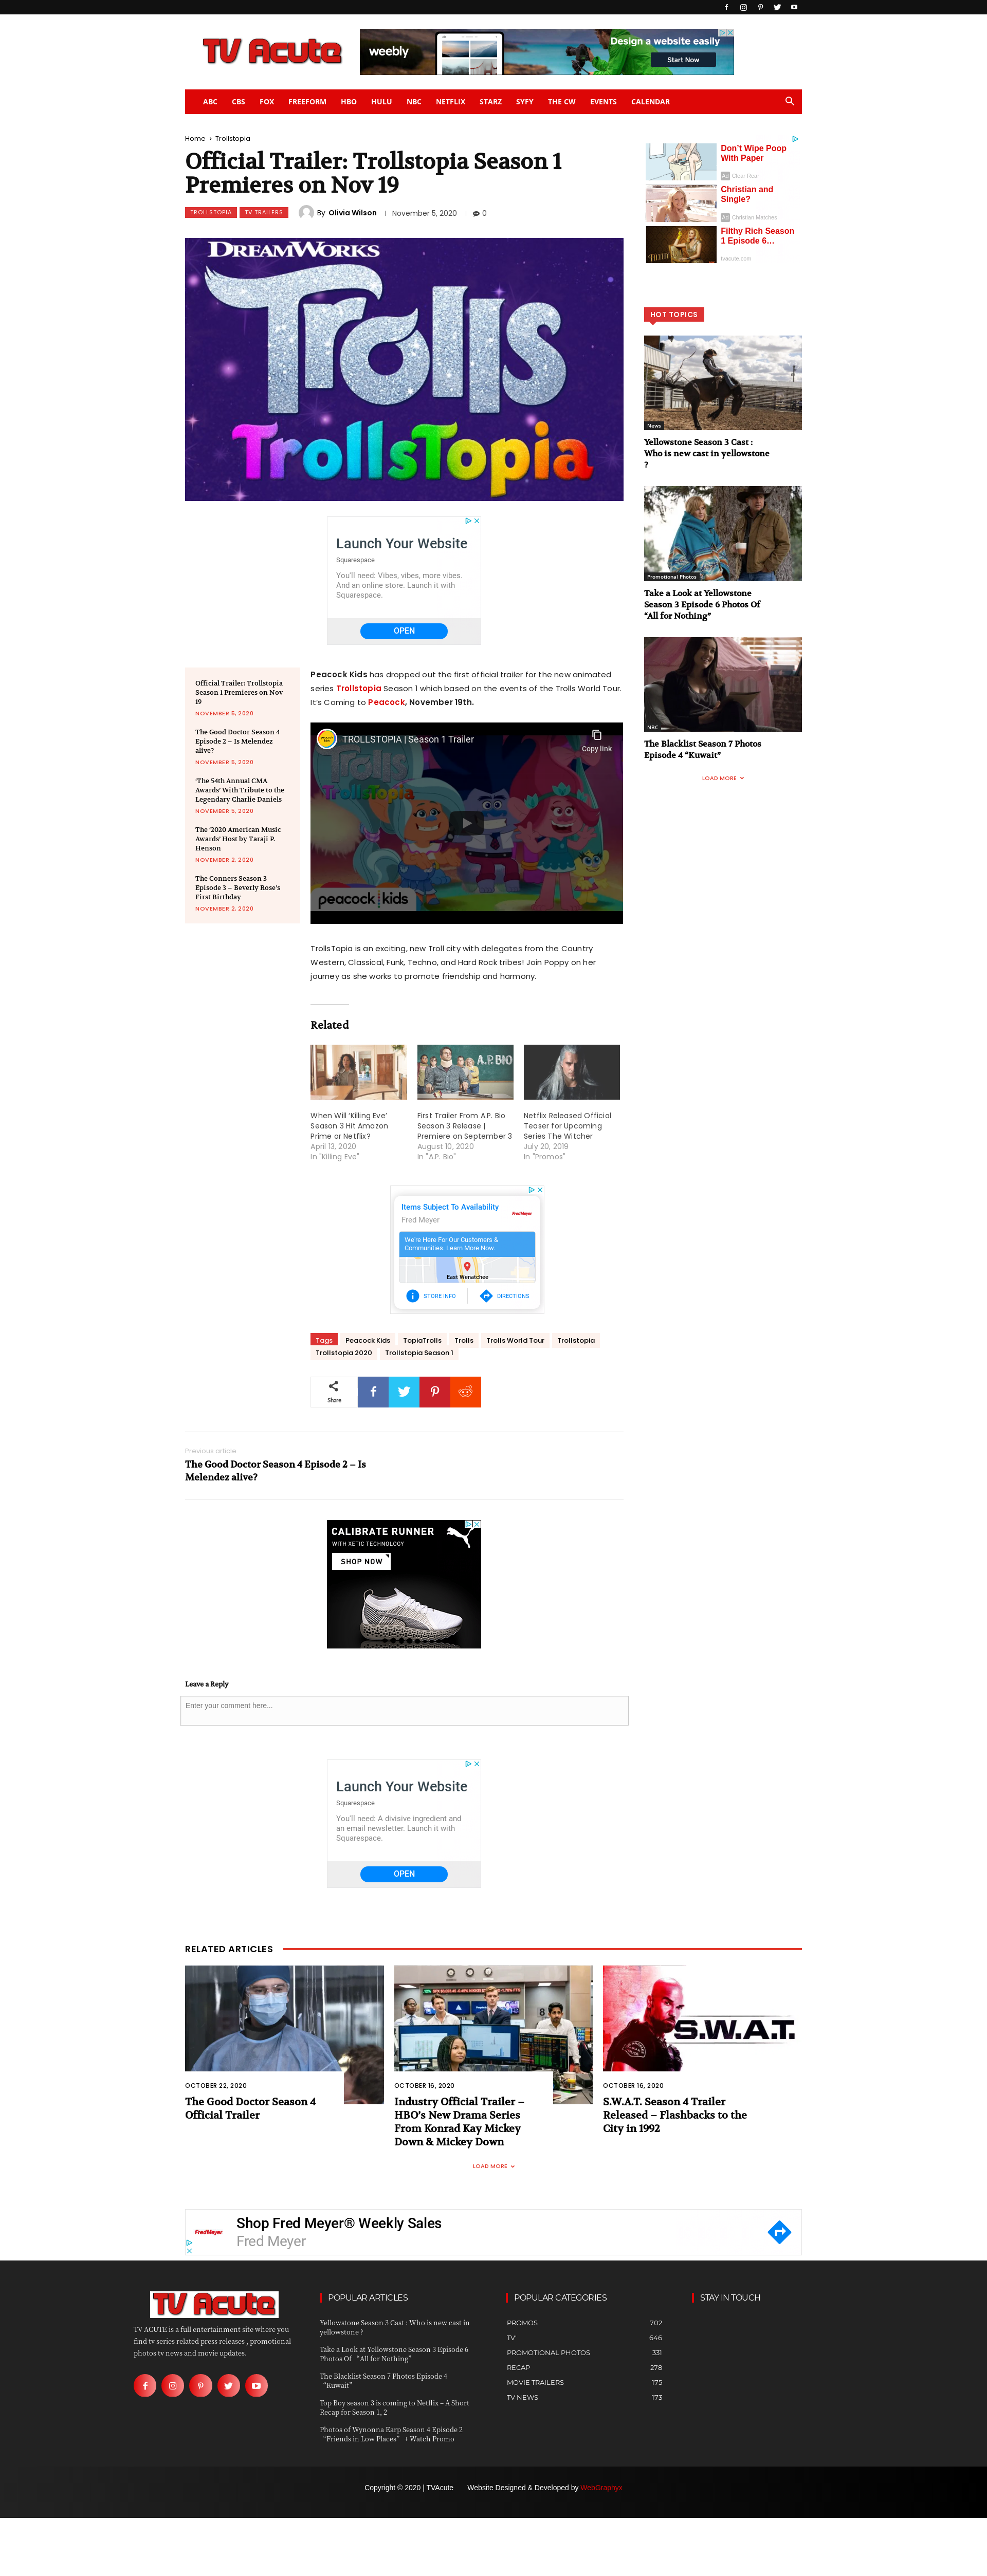 TV Acute
weebly
Design a website easily
Start Now
ABC CBS FOX FREEFORM HBO HULU NBC NETFLIX STARZ SYFY THE CW EVENTS CALENDAR
Home › Trollstopia
Official Trailer: Trollstopia Season 1
Premieres on Nov 19
TROLLSTOPIA TV TRAILERS By Olivia Wilson November 5, 2020 0
DREAMWORKS
Trolls
TrollsTopia
Launch Your Website
Squarespace
You'll need: Vibes, vibes, more vibes.
And an online store. Launch it with
Squarespace.
OPEN
Official Trailer: Trollstopia
Season 1 Premieres on Nov
19
NOVEMBER 5, 2020
The Good Doctor Season 4
Episode 2 – Is Melendez
alive?
NOVEMBER 5, 2020
‘The 54th Annual CMA
Awards’ With Tribute to the
Legendary Charlie Daniels
NOVEMBER 5, 2020
The ‘2020 American Music
Awards’ Host by Taraji P.
Henson
NOVEMBER 2, 2020
The Conners Season 3
Episode 3 – Beverly Rose’s
First Birthday
NOVEMBER 2, 2020
Peacock Kids has dropped out the first official trailer for the new animated
series Trollstopia Season 1 which based on the events of the Trolls World Tour.
It’s Coming to Peacock, November 19th.
TROLLSTOPIA | Season 1 Trailer
Copy link
TrollsTopia
peacock kids
TrollsTopia is an exciting, new Troll city with delegates from the Country
Western, Classical, Funk, Techno, and Hard Rock tribes! Join Poppy on her
journey as she works to promote friendship and harmony.
Related
A.P. BIO
When Will ‘Killing Eve’
Season 3 Hit Amazon
Prime or Netflix?
April 13, 2020
In "Killing Eve"
First Trailer From A.P. Bio
Season 3 Release |
Premiere on September 3
August 10, 2020
In "A.P. Bio"
Netflix Released Official
Teaser for Upcoming
Series The Witcher
July 20, 2019
In "Promos"
Items Subject To Availability
Fred Meyer
Fred Meyer
We're Here For Our Customers &
Communities. Learn More Now.
East Wenatchee
STORE INFO DIRECTIONS
Tags Peacock Kids TopiaTrolls Trolls Trolls World Tour Trollstopia
Trollstopia 2020 Trollstopia Season 1
Share
Previous article
The Good Doctor Season 4 Episode 2 – Is
Melendez alive?
CALIBRATE RUNNER
WITH XETIC TECHNOLOGY
SHOP NOW
Leave a Reply
Enter your comment here...
Launch Your Website
Squarespace
You'll need: A divisive ingredient and
an email newsletter. Launch it with
Squarespace.
OPEN
Don’t Wipe Poop
With Paper
Ad Clear Rear
Christian and
Single?
Ad Christian Matches
Filthy Rich Season
1 Episode 6…
tvacute.com
HOT TOPICS
News
Yellowstone Season 3 Cast :
Who is new cast in yellowstone
?
Promotional Photos
Take a Look at Yellowstone
Season 3 Episode 6 Photos Of
“All for Nothing”
NBC
The Blacklist Season 7 Photos
Episode 4 “Kuwait”
LOAD MORE
RELATED ARTICLES
S.W.A.T.
OCTOBER 22, 2020
The Good Doctor Season 4
Official Trailer
OCTOBER 16, 2020
Industry Official Trailer –
HBO’s New Drama Series
From Konrad Kay Mickey
Down & Mickey Down
OCTOBER 16, 2020
S.W.A.T. Season 4 Trailer
Released – Flashbacks to the
City in 1992
LOAD MORE
Fred Meyer
Shop Fred Meyer® Weekly Sales
Fred Meyer
TV Acute
TV ACUTE is a full entertainment site where you
find tv series related press releases , promotional
photos tv news and movie updates.
POPULAR ARTICLES
Yellowstone Season 3 Cast : Who is new cast in
yellowstone ?
Take a Look at Yellowstone Season 3 Episode 6
Photos Of “All for Nothing”
The Blacklist Season 7 Photos Episode 4
“Kuwait”
Top Boy season 3 is coming to Netflix – A Short
Recap for Season 1, 2
Photos of Wynonna Earp Season 4 Episode 2
“Friends in Low Places” + Watch Promo
POPULAR CATEGORIES
PROMOS 702
TV' 646
PROMOTIONAL PHOTOS 331
RECAP 278
MOVIE TRAILERS 175
TV NEWS 173
STAY IN TOUCH
Copyright © 2020 | TVAcute Website Designed & Developed by WebGraphyx